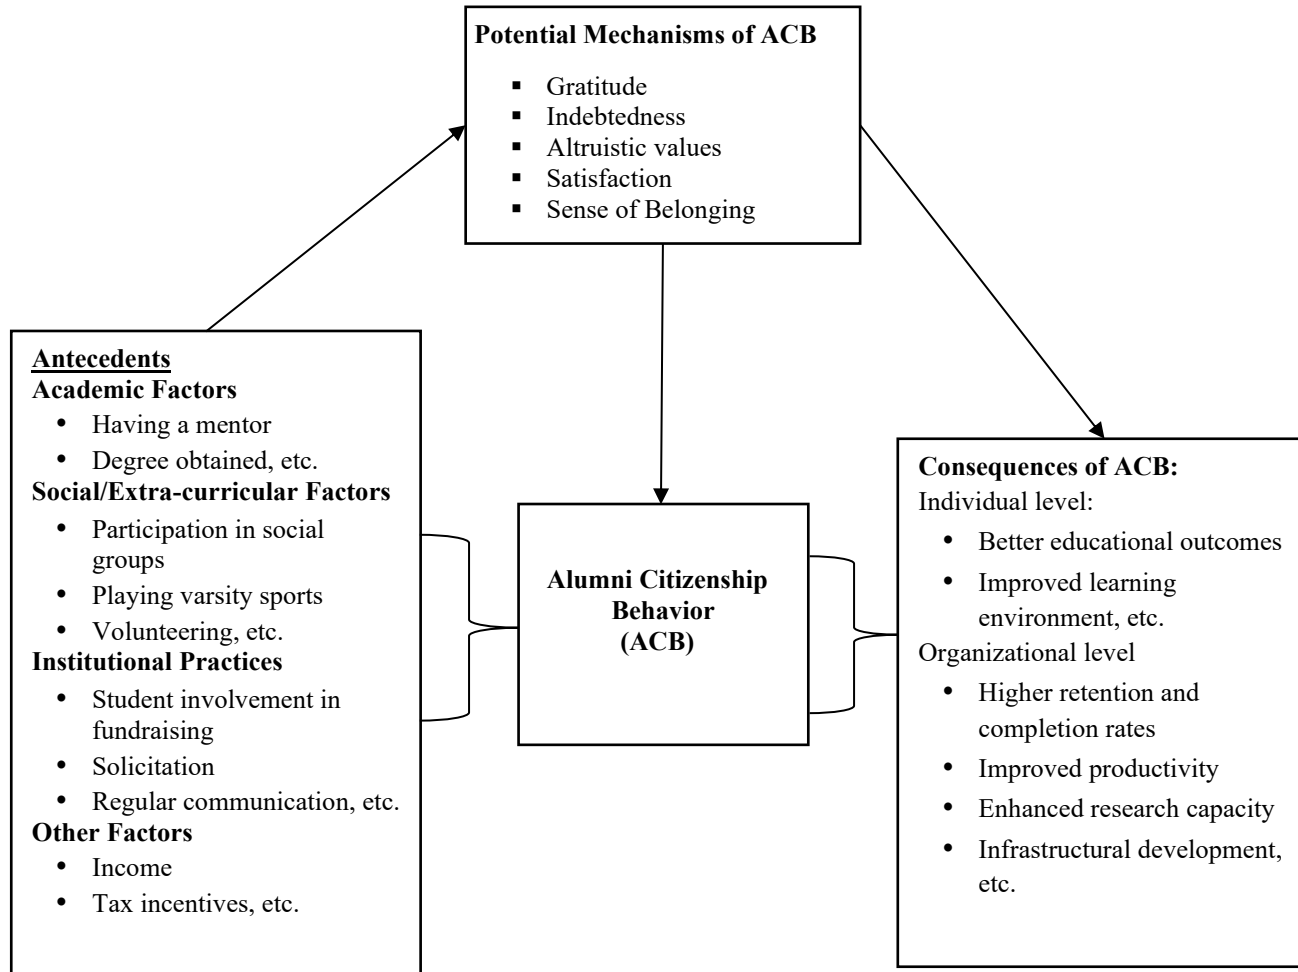 Potential Mechanisms of ACB
▪ Gratitude
▪ Indebtedness
▪ Altruistic values
▪ Satisfaction
▪ Sense of Belonging
Antecedents
Academic Factors
• Having a mentor
• Degree obtained, etc.
Social/Extra-curricular Factors
• Participation in social
groups
• Playing varsity sports
• Volunteering, etc.
Institutional Practices
• Student involvement in
fundraising
• Solicitation
• Regular communication, etc.
Other Factors
• Income
• Tax incentives, etc.
Alumni Citizenship
Behavior
(ACB)
Consequences of ACB:
Individual level:
• Better educational outcomes
• Improved learning
environment, etc.
Organizational level
• Higher retention and
completion rates
• Improved productivity
• Enhanced research capacity
• Infrastructural development,
etc.